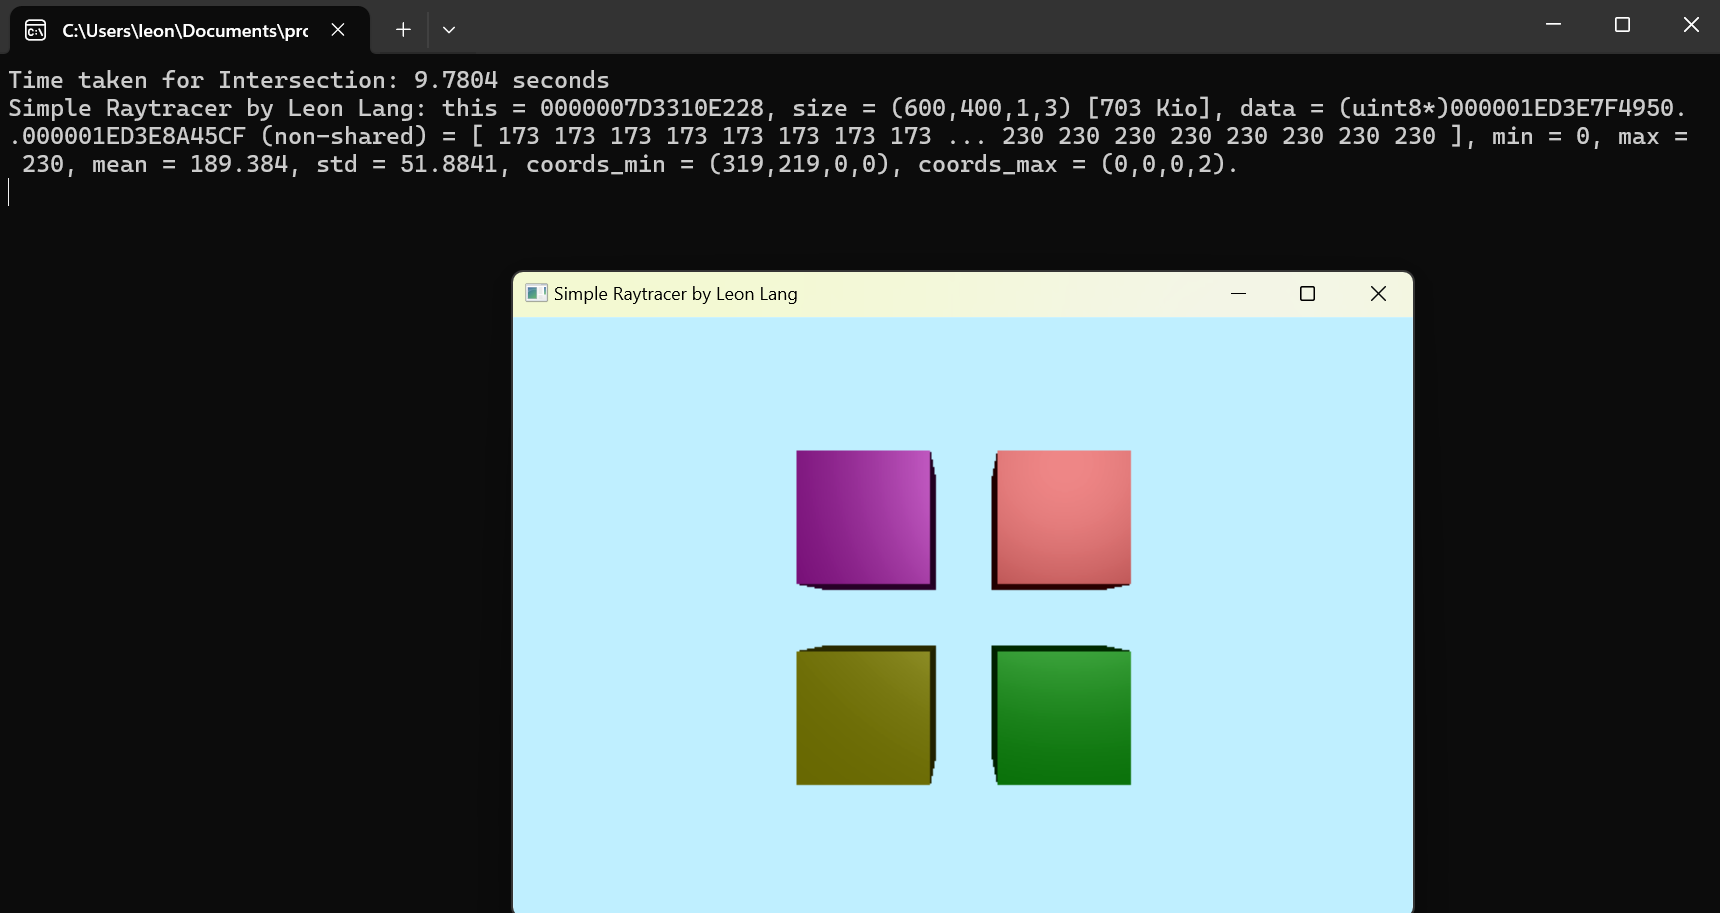 C:\Users\leon\Documents\prc
Time taken for Intersection: 9.7804 seconds
Simple Raytracer by Leon Lang: this = 0000007D3310E228, size = (600,400,1,3) [703 Kio], data = (uint8*)000001ED3E7F4950.
.000001ED3E8A45CF (non-shared) = [ 173 173 173 173 173 173 173 173 ... 230 230 230 230 230 230 230 230 ], min = 0, max =
230, mean = 189.384, std = 51.8841, coords_min = (319,219,0,0), coords_max = (0,0,0,2).
Simple Raytracer by Leon Lang